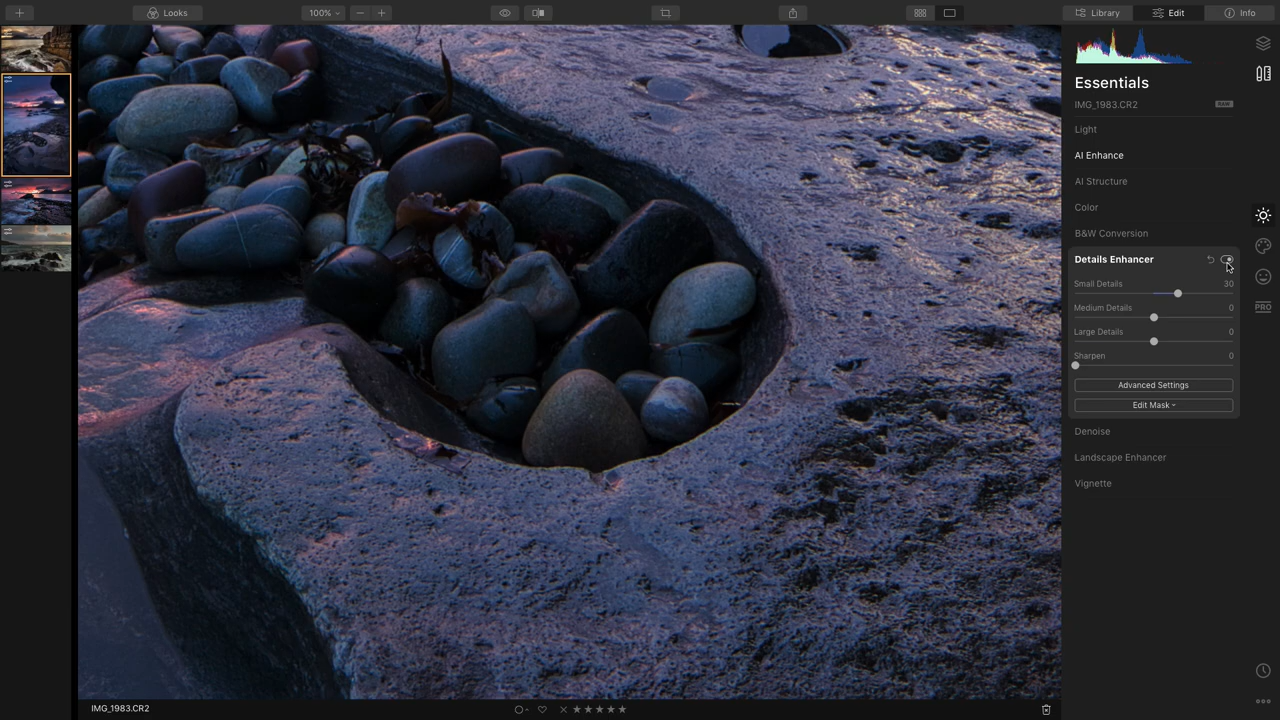 Looks
100%
Library
Edit
Info
Essentials
IMG_1983.CR2
RAW
Light
AI Enhance
AI Structure
Color
B&W Conversion
Details Enhancer
Small Details 30
Medium Details 0
Large Details 0
Sharpen 0
Advanced Settings
Edit Mask
Denoise
Landscape Enhancer
Vignette
PRO
IMG_1983.CR2